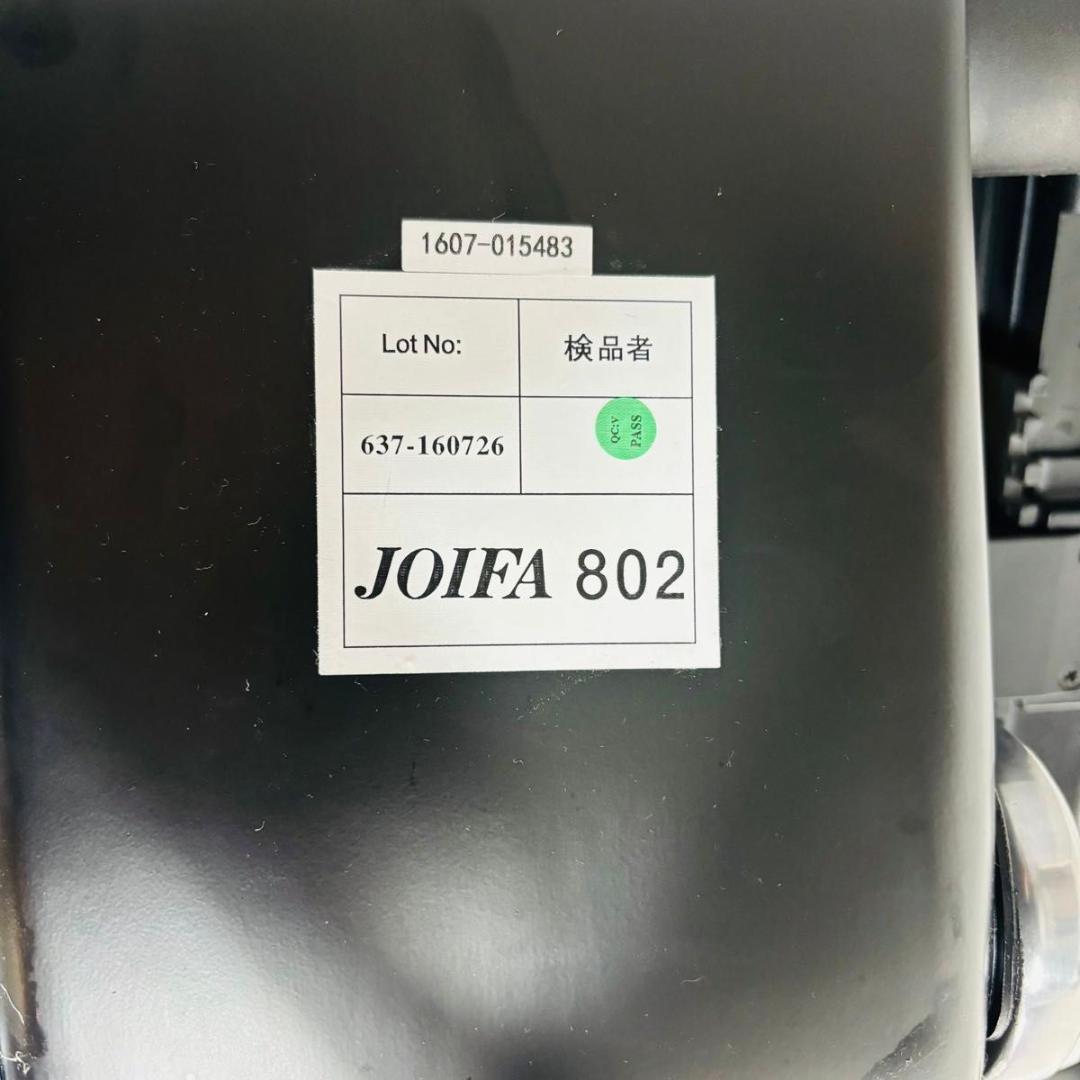 1607-015483
Lot No:
検品者
637-160726
QC:V
PASS
JOIFA 802